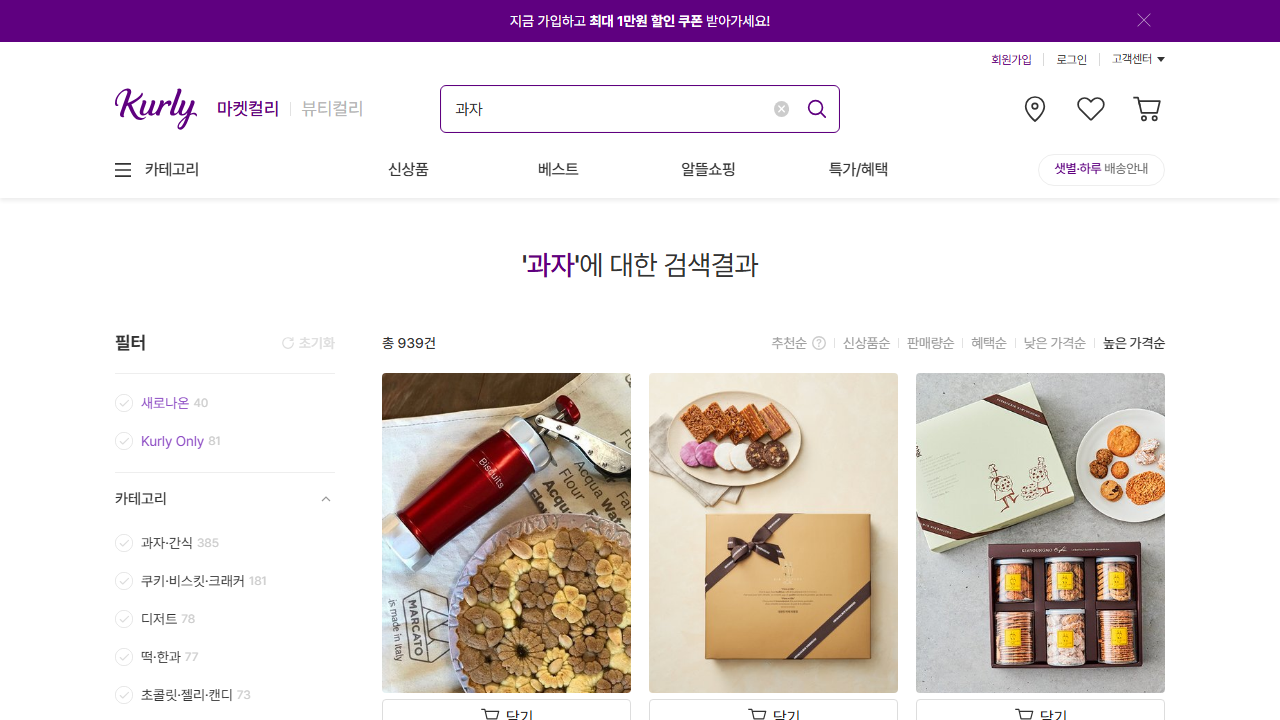 지금 가입하고 최대 1만원 할인 쿠폰 받아가세요!
회원가입
로그인
고객센터
Kurly
마켓컬리
뷰티컬리
과자
카테고리
신상품
베스트
알뜰쇼핑
특가/혜택
샛별·하루 배송안내
'과자'에 대한 검색결과
필터
초기화
총 939건
추천순
신상품순
판매량순
혜택순
낮은 가격순
높은 가격순
새로나온 40
Kurly Only 81
카테고리
과자·간식 385
쿠키·비스킷·크래커 181
디저트 78
떡·한과 77
초콜릿·젤리·캔디 73
Biscuits
Acqua Water
Flour
Acqua
Flour
MARCATO
is made in Italy
담기
담기
담기